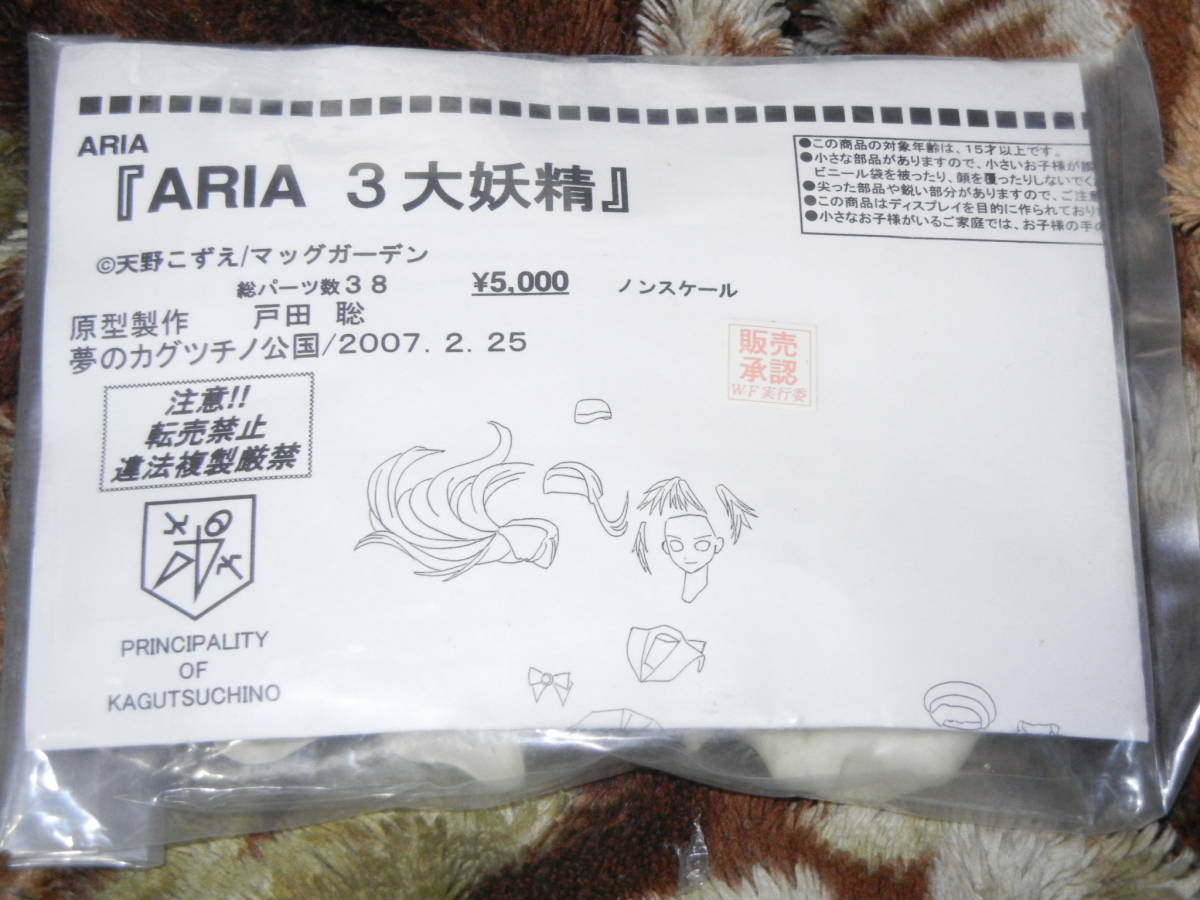 ARIA
『ARIA 3大妖精』
●この商品の対象年齢は、15才以上です。
●小さな部品がありますので、小さいお子様が
ビニール袋を被ったり、顔を覆ったりしないでく
●尖った部品や鋭い部分がありますので、ご注意
●この商品はディスプレイを目的に作られており
●小さなお子様がいるご家庭では、お子様の手の
©天野こずえ/マッグガーデン
総パーツ数38 ¥5,000 ノンスケール
原型製作 戸田 聡
夢のカグツチノ公国/2007.2.25
販売
承認
WF実行委
注意!!
転売禁止
違法複製厳禁
PRINCIPALITY
OF
KAGUTSUCHINO